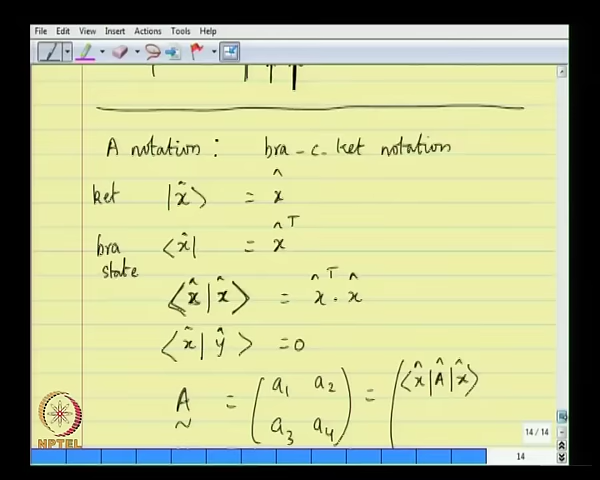 File Edit View Insert Actions Tools Help
A notation : bra-c-ket notation
ket |x̂⟩ = x̂
bra ⟨x̂| = x̂ᵀ
state
⟨x̂|x̂⟩ = x̂ᵀ. x̂
⟨x̂|ŷ⟩ = 0
A = ( a₁ a₂ = ( ⟨x̂|Â|x̂⟩
~ a₃ a₄ )
NPTEL
14 / 14
14